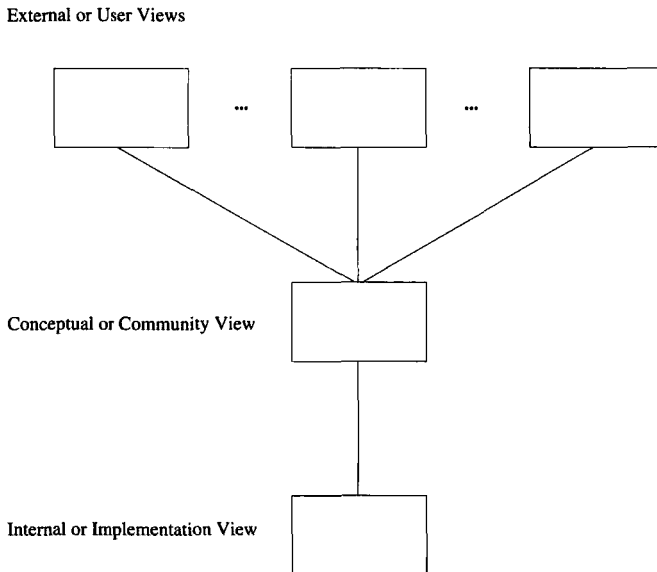 External or User Views
... ...
Conceptual or Community View
Internal or Implementation View